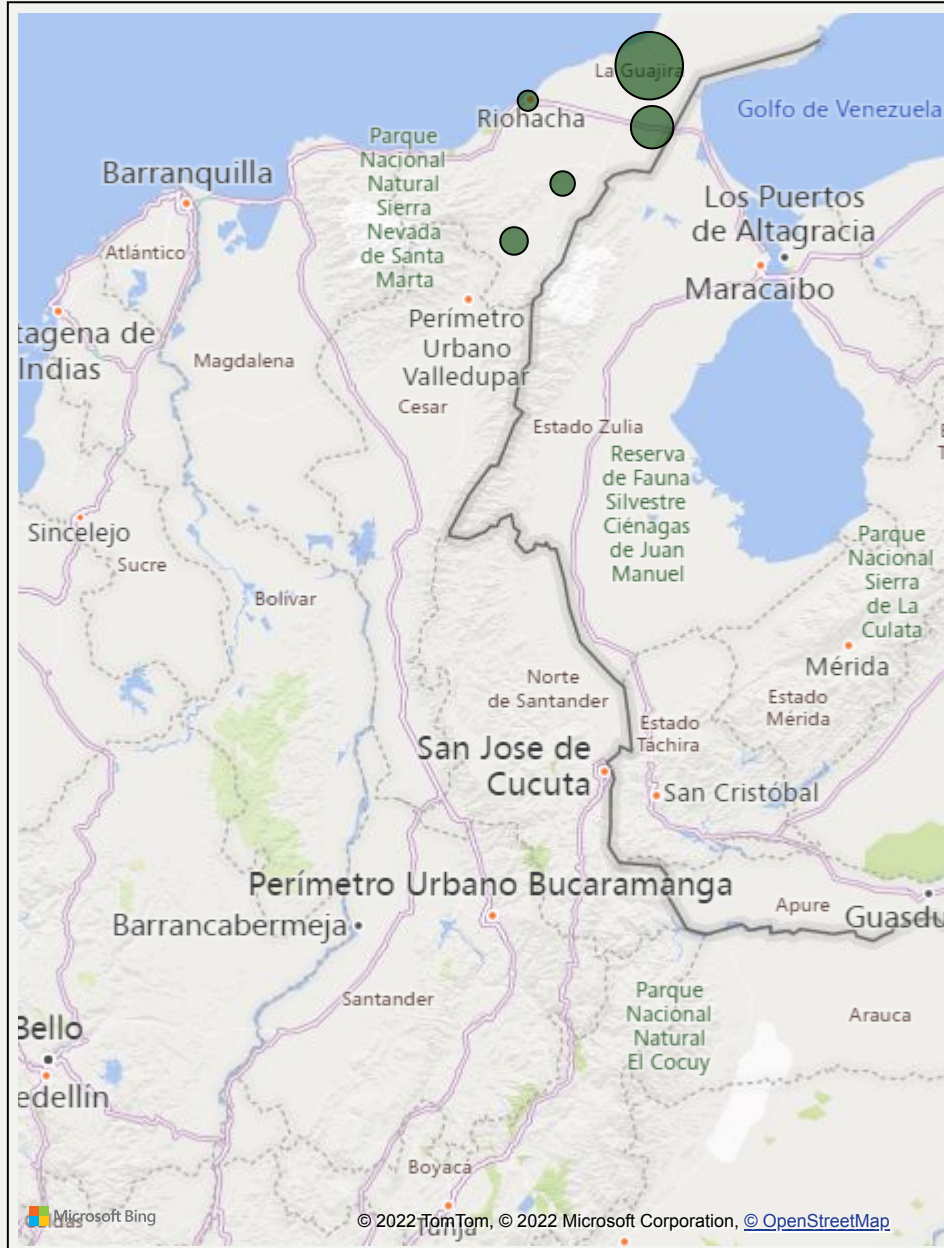 La Guajira
Riohacha
Golfo de Venezuela
Parque
Nacional
Natural
Sierra
Nevada
de Santa
Marta
Barranquilla
Los Puertos
de Altagracia
Atlántico
Maracaibo
tagena de
Indias
Perímetro
Urbano
Valledupar
Magdalena
Cesar
Estado Zulia
Reserva
de Fauna
Silvestre
Ciénagas
de Juan
Manuel
Sincelejo
Sucre
Parque
Nacional
Sierra
de La
Culata
Bolívar
Mérida
Norte
de Santander
Estado
Mérida
Estado
Táchira
San Jose de
Cucuta
San Cristóbal
Perímetro Urbano Bucaramanga
Barrancabermeja
Apure
Guasdu
Santander
Parque
Nacional
Natural
El Cocuy
Arauca
Bello
edellín
Boyacá
Microsoft Bing
Tunja
© 2022 TomTom, © 2022 Microsoft Corporation, © OpenStreetMap